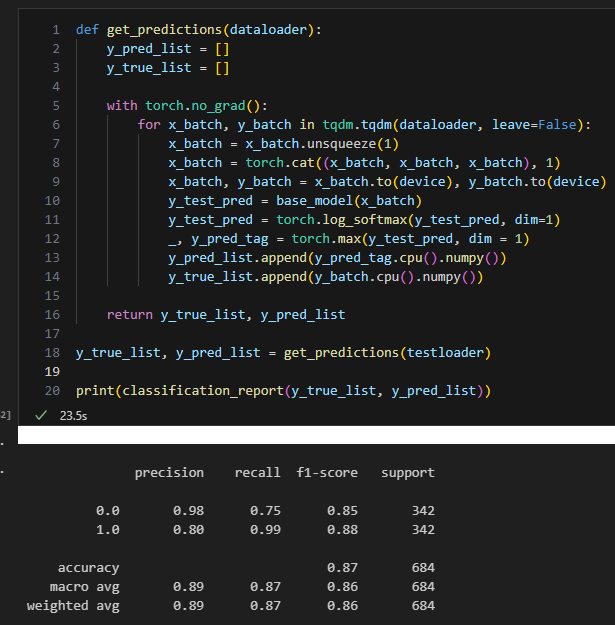 1 def get_predictions(dataloader):
2     y_pred_list = []
3     y_true_list = []
4
5     with torch.no_grad():
6         for x_batch, y_batch in tqdm.tqdm(dataloader, leave=False):
7             x_batch = x_batch.unsqueeze(1)
8             x_batch = torch.cat((x_batch, x_batch, x_batch), 1)
9             x_batch, y_batch = x_batch.to(device), y_batch.to(device)
10             y_test_pred = base_model(x_batch)
11             y_test_pred = torch.log_softmax(y_test_pred, dim=1)
12             _, y_pred_tag = torch.max(y_test_pred, dim = 1)
13             y_pred_list.append(y_pred_tag.cpu().numpy())
14             y_true_list.append(y_batch.cpu().numpy())
15
16     return y_true_list, y_pred_list
17
18 y_true_list, y_pred_list = get_predictions(testloader)
19
20 print(classification_report(y_true_list, y_pred_list))
2] ✓ 23.5s
precision recall f1-score support
0.0 0.98 0.75 0.85 342
1.0 0.80 0.99 0.88 342
accuracy 0.87 684
macro avg 0.89 0.87 0.86 684
weighted avg 0.89 0.87 0.86 684